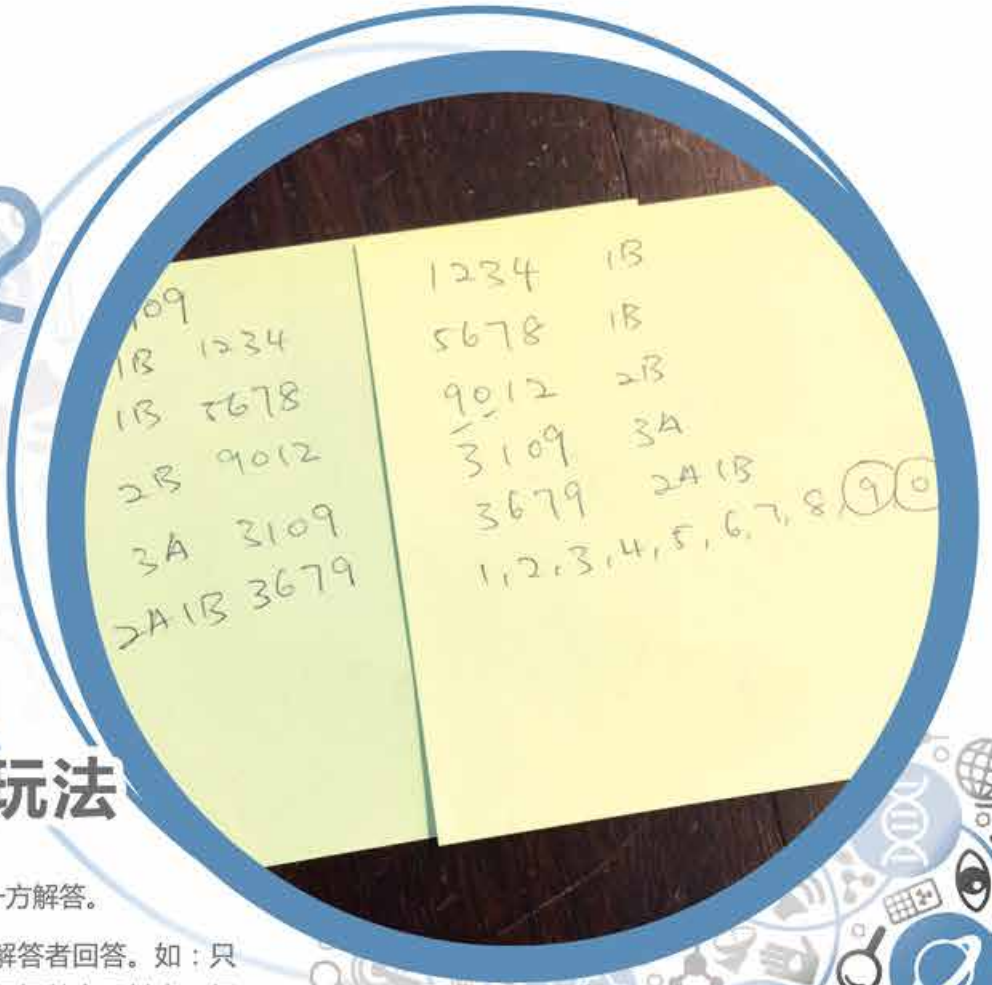 109
1B 1234
1B 5678
2B 9012
3A 3109
2A1B 3679
1234 1B
5678 1B
9012 2B
3109 3A
3679 2A1B
1,2,3,4,5,6,7,8,9 0
玩法
方解答。
解答者回答。如：只